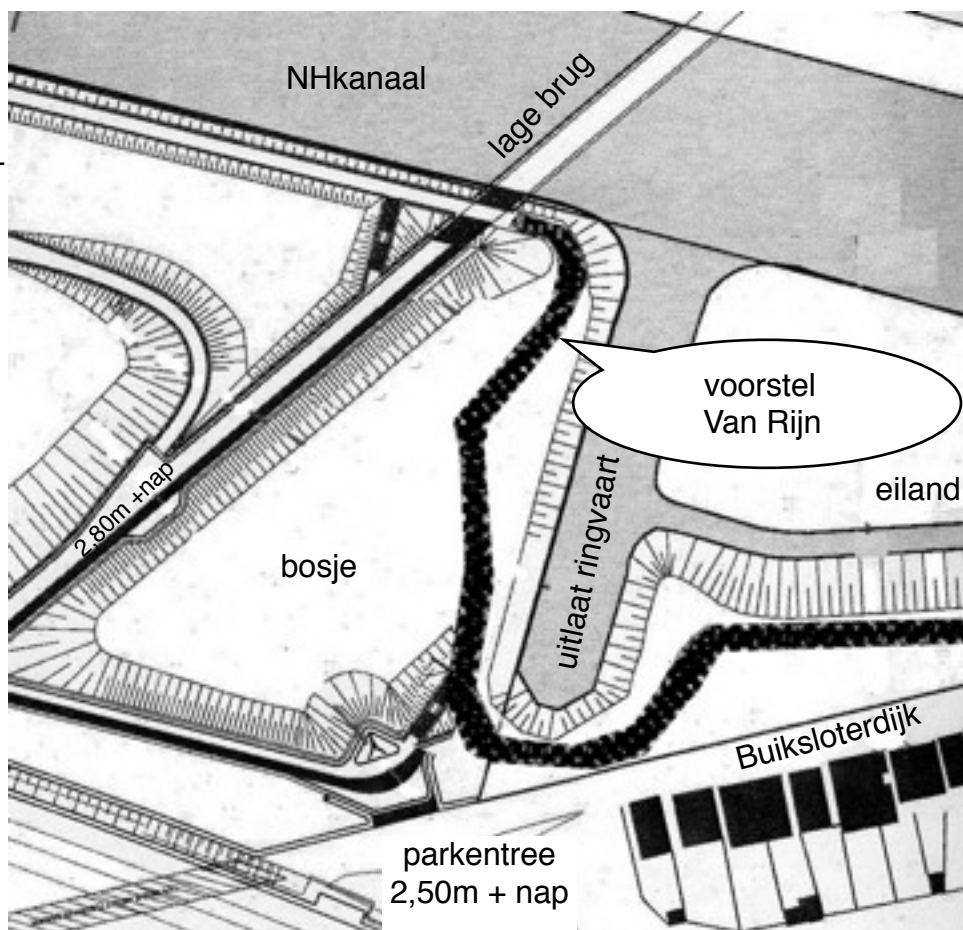 NHkanaal
lage brug
voorstel
Van Rijn
eiland
2,80m +nap
bosje
uitlaat ringvaart
Buiksloterdijk
parkentree
2,50m + nap